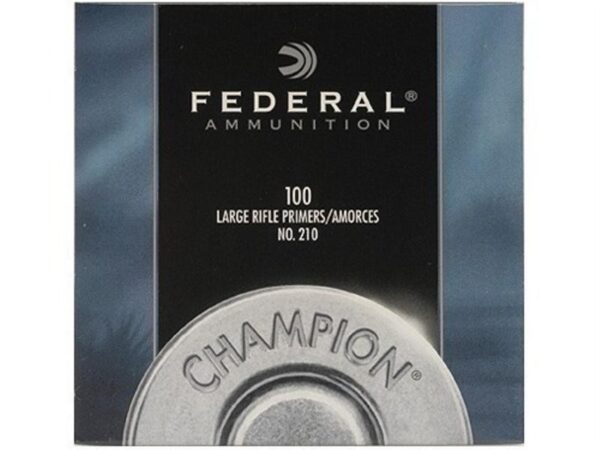 FEDERAL®
AMMUNITION
100
LARGE RIFLE PRIMERS/AMORCES
NO. 210
CHAMPION®